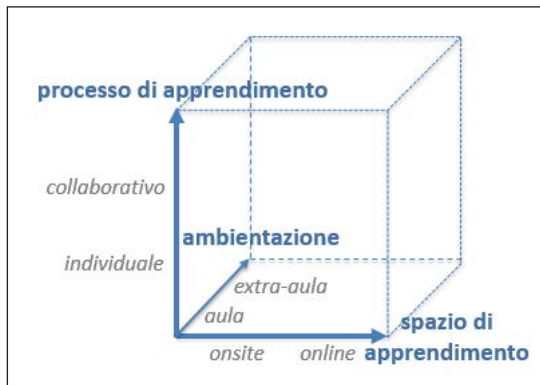 processo di apprendimento
collaborativo
ambientazione
individuale
extra-aula
aula
spazio di
onsite online apprendimento